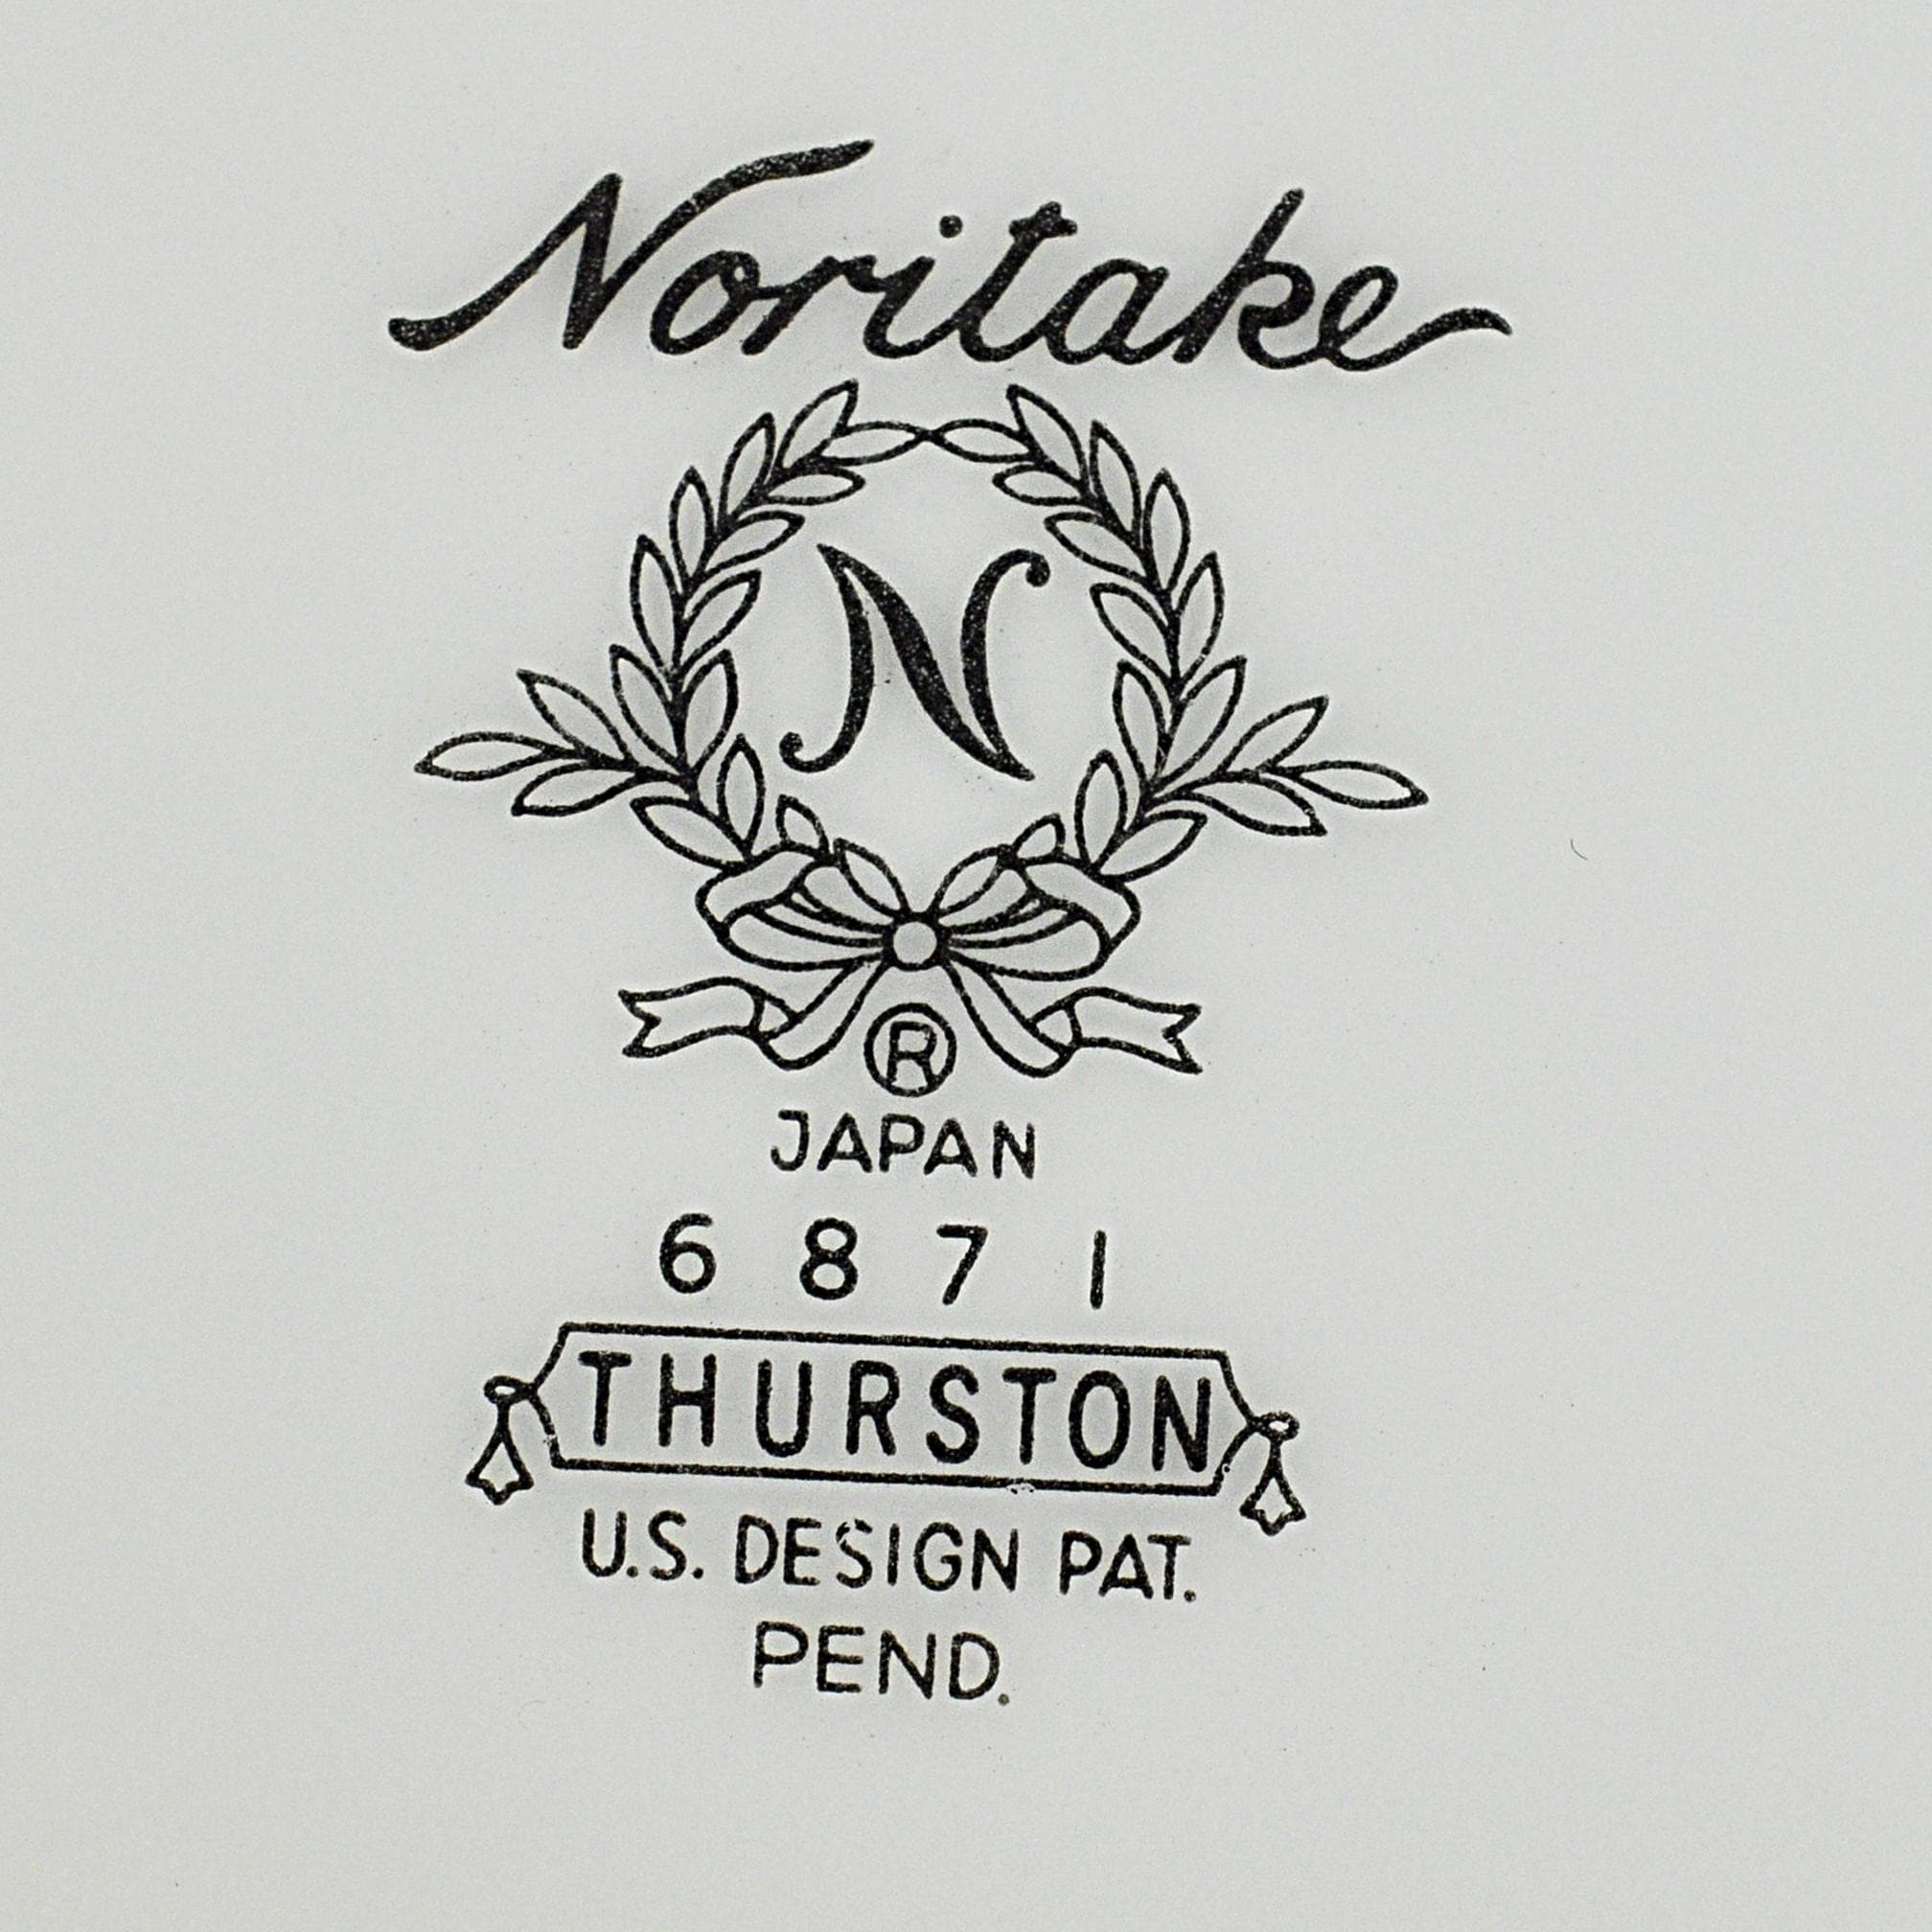 Noritake
N
®
JAPAN
6871
THURSTON
U.S. DESIGN PAT.
PEND.